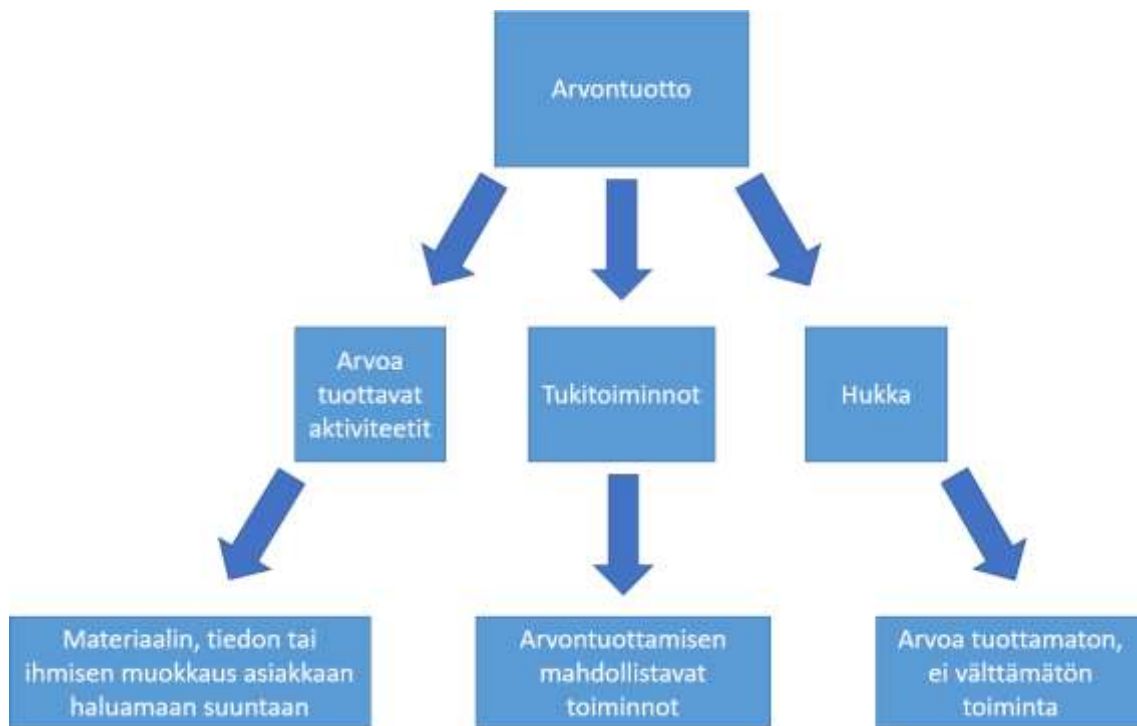 Arvontuotto
Arvoa
tuottavat
aktiviteetit
Tukitoiminnot
Hukka
Materiaalin, tiedon tai
ihmisen muokkaus asiakkaan
haluamaan suuntaan
Arvontuottamisen
mahdollistavat
toiminnot
Arvoa tuottamaton,
ei välttämätön
toiminta